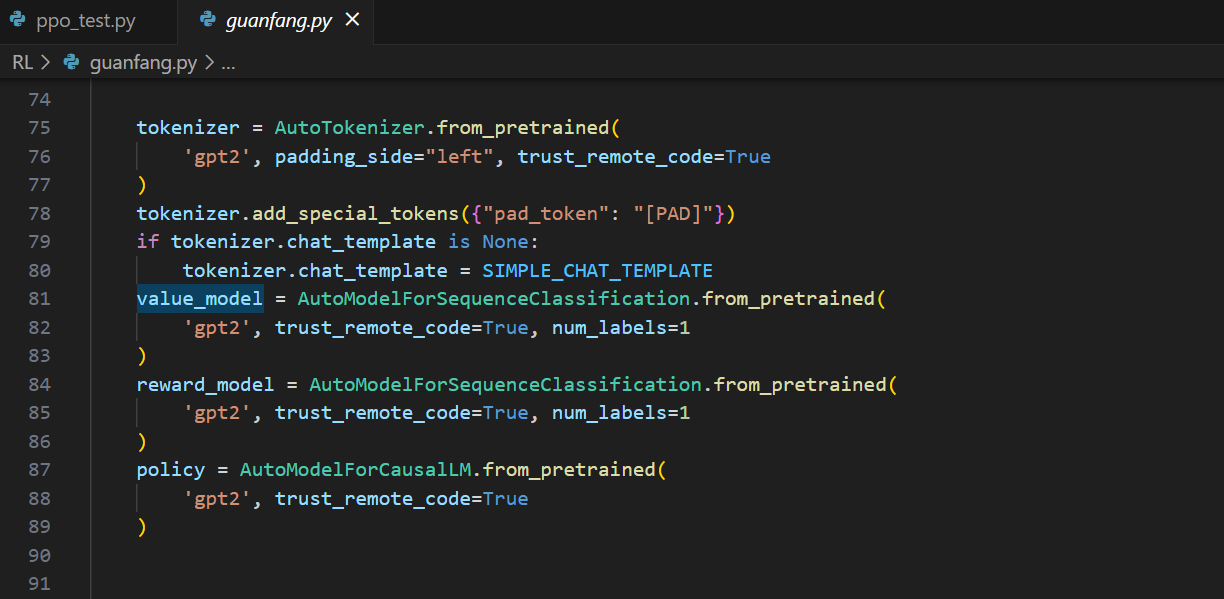 ppo_test.py guanfang.py
RL > guanfang.py > ...
74
75 tokenizer = AutoTokenizer.from_pretrained(
76 'gpt2', padding_side="left", trust_remote_code=True
77 )
78 tokenizer.add_special_tokens({"pad_token": "[PAD]"})
79 if tokenizer.chat_template is None:
80 tokenizer.chat_template = SIMPLE_CHAT_TEMPLATE
81 value_model = AutoModelForSequenceClassification.from_pretrained(
82 'gpt2', trust_remote_code=True, num_labels=1
83 )
84 reward_model = AutoModelForSequenceClassification.from_pretrained(
85 'gpt2', trust_remote_code=True, num_labels=1
86 )
87 policy = AutoModelForCausalLM.from_pretrained(
88 'gpt2', trust_remote_code=True
89 )
90
91